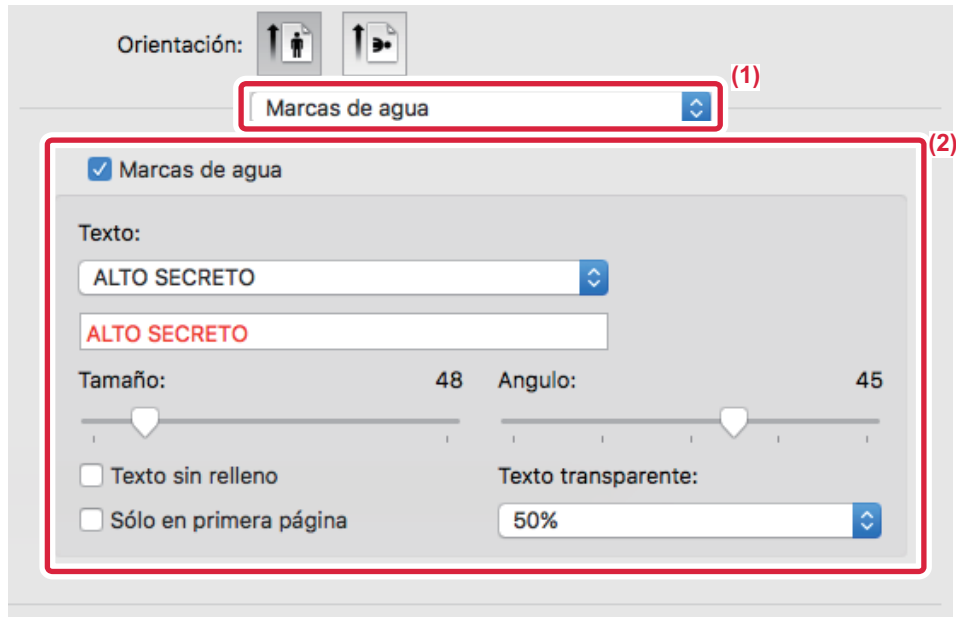 Orientación:
(1)
Marcas de agua
(2)
Marcas de agua
Texto:
ALTO SECRETO
ALTO SECRETO
Tamaño: 48 Angulo: 45
Texto sin relleno Texto transparente:
Sólo en primera página 50%